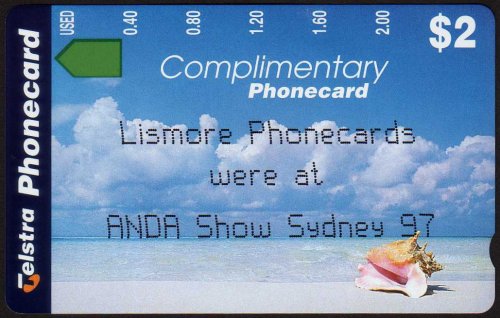 Telstra Phonecard
USED 0.40 0.80 1.20 1.60 2.00
$2
Complimentary
Phonecard
Lismore Phonecards
were at
ANDA Show Sydney 97